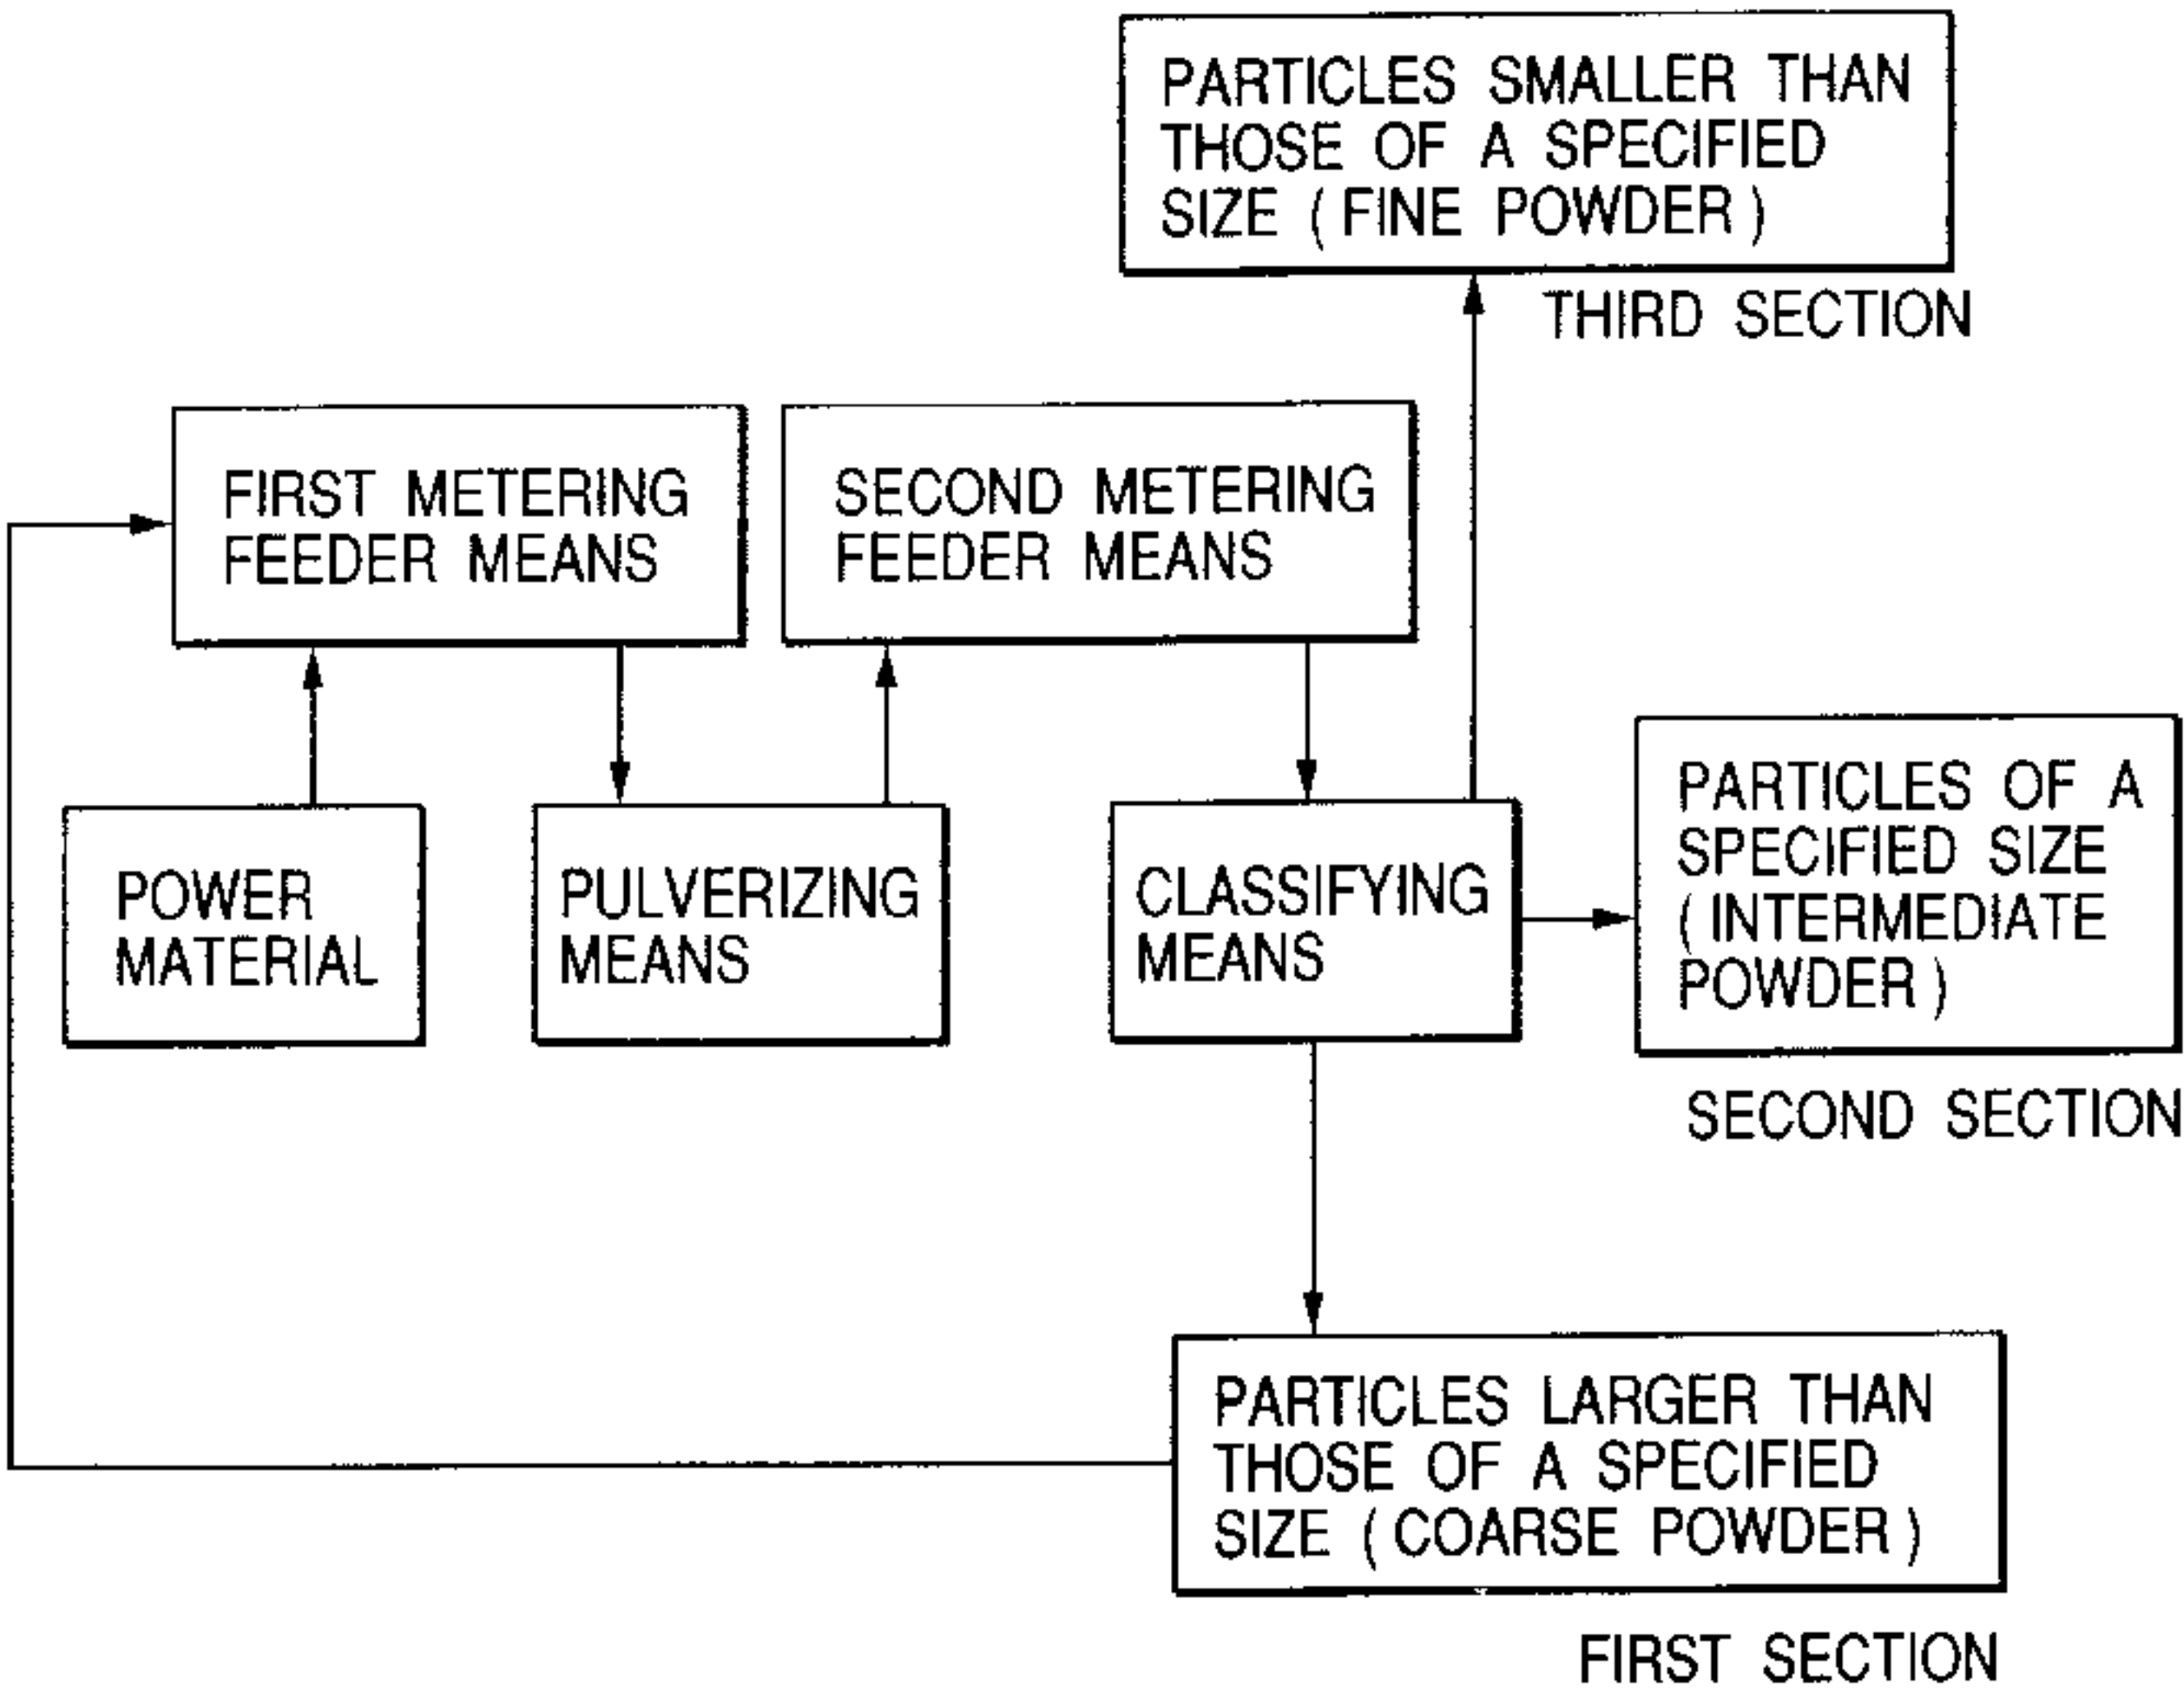 PARTICLES SMALLER THAN
THOSE OF A SPECIFIED
SIZE (FINE POWDER)
THIRD SECTION
FIRST METERING
FEEDER MEANS
SECOND METERING
FEEDER MEANS
POWER
MATERIAL
PULVERIZING
MEANS
CLASSIFYING
MEANS
PARTICLES OF A
SPECIFIED SIZE
(INTERMEDIATE
POWDER)
SECOND SECTION
PARTICLES LARGER THAN
THOSE OF A SPECIFIED
SIZE (COARSE POWDER)
FIRST SECTION